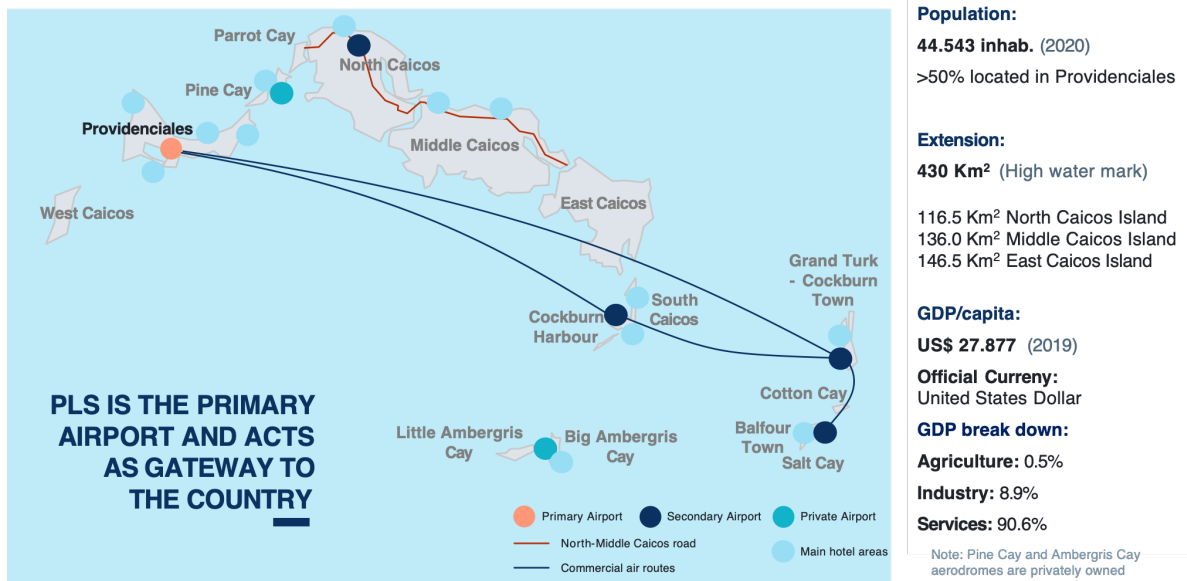 Parrot Cay
North Caicos
Pine Cay
Providenciales
Middle Caicos
West Caicos
East Caicos
Grand Turk
- Cockburn
Town
South
Caicos
Cockburn
Harbour
Cotton Cay
Balfour
Town
Salt Cay
Little Ambergris
Cay
Big Ambergris
Cay
PLS IS THE PRIMARY
AIRPORT AND ACTS
AS GATEWAY TO
THE COUNTRY
Primary Airport
Secondary Airport
Private Airport
North-Middle Caicos road
Main hotel areas
Commercial air routes
Population:
44.543 inhab. (2020)
>50% located in Providenciales
Extension:
430 Km² (High water mark)
116.5 Km² North Caicos Island
136.0 Km² Middle Caicos Island
146.5 Km² East Caicos Island
GDP/capita:
US$ 27.877 (2019)
Official Curreny:
United States Dollar
GDP break down:
Agriculture: 0.5%
Industry: 8.9%
Services: 90.6%
Note: Pine Cay and Ambergris Cay
aerodromes are privately owned